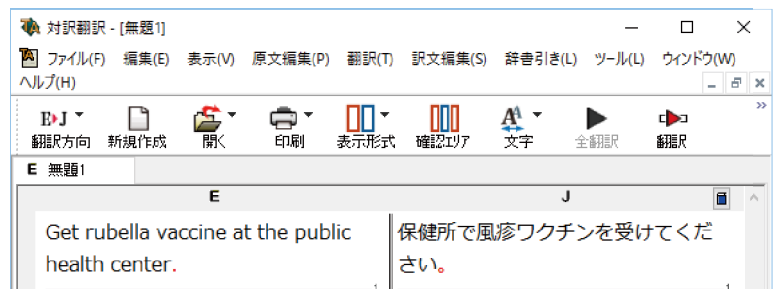 対訳翻訳 - [無題1]
ファイル(F) 編集(E) 表示(V) 原文編集(P) 翻訳(T) 訳文編集(S) 辞書引き(L) ツール(L) ウィンドウ(W)
ヘルプ(H)
E▸J
翻訳方向 新規作成 開く 印刷 表示形式 確認エリア 文字 全翻訳 翻訳
E 無題1
E J
Get rubella vaccine at the public
health center.
1
保健所で風疹ワクチンを受けてくだ
さい。
1